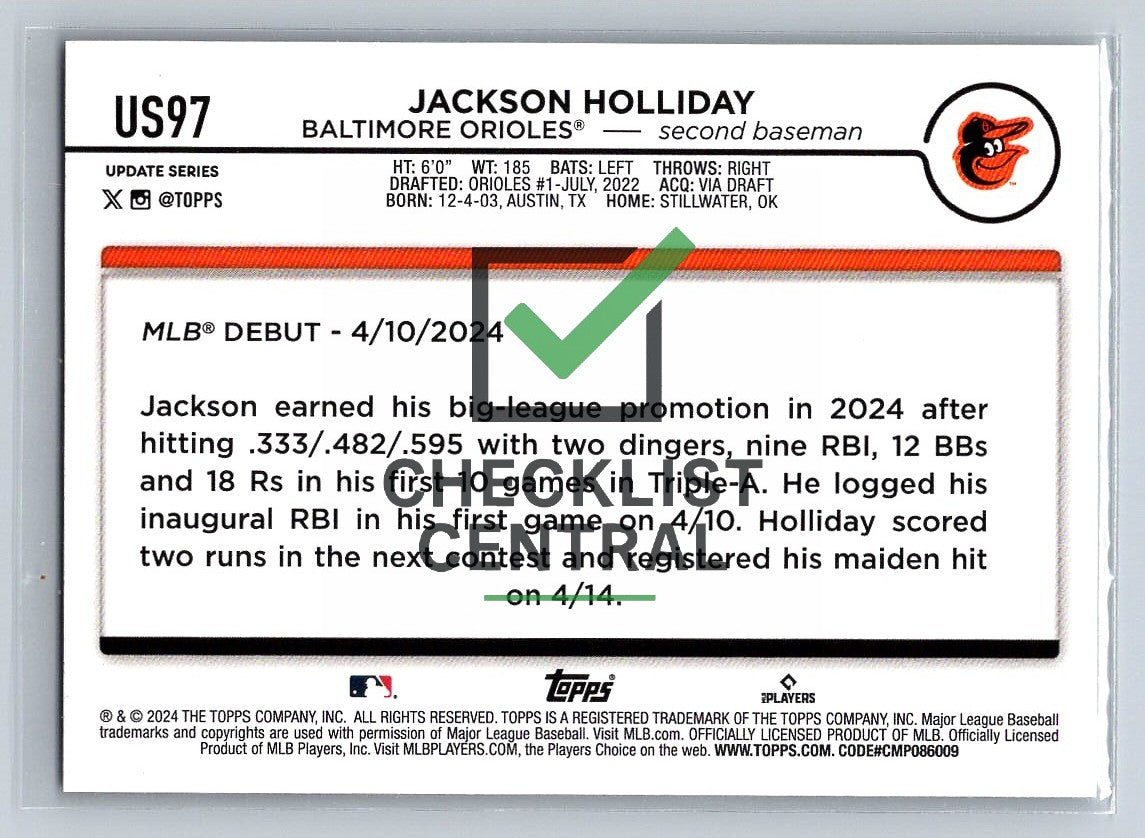 US97
JACKSON HOLLIDAY
BALTIMORE ORIOLES® — second baseman
UPDATE SERIES
@TOPPS
HT: 6'0" WT: 185 BATS: LEFT THROWS: RIGHT
DRAFTED: ORIOLES #1-JULY, 2022 ACQ: VIA DRAFT
BORN: 12-4-03, AUSTIN, TX HOME: STILLWATER, OK
MLB® DEBUT - 4/10/2024
Jackson earned his big-league promotion in 2024 after
hitting .333/.482/.595 with two dingers, nine RBI, 12 BBs
and 18 Rs in his first 10 games in Triple-A. He logged his
inaugural RBI in his first game on 4/10. Holliday scored
two runs in the next contest and registered his maiden hit
on 4/14.
CHECKLIST
CENTRAL
topps®
MLBPLAYERS
® & © 2024 THE TOPPS COMPANY, INC. ALL RIGHTS RESERVED. TOPPS IS A REGISTERED TRADEMARK OF THE TOPPS COMPANY, INC. Major League Baseball
trademarks and copyrights are used with permission of Major League Baseball. Visit MLB.com. OFFICIALLY LICENSED PRODUCT OF MLB. Officially Licensed
Product of MLB Players, Inc. Visit MLBPLAYERS.COM, the Players Choice on the web. WWW.TOPPS.COM. CODE#CMP086009